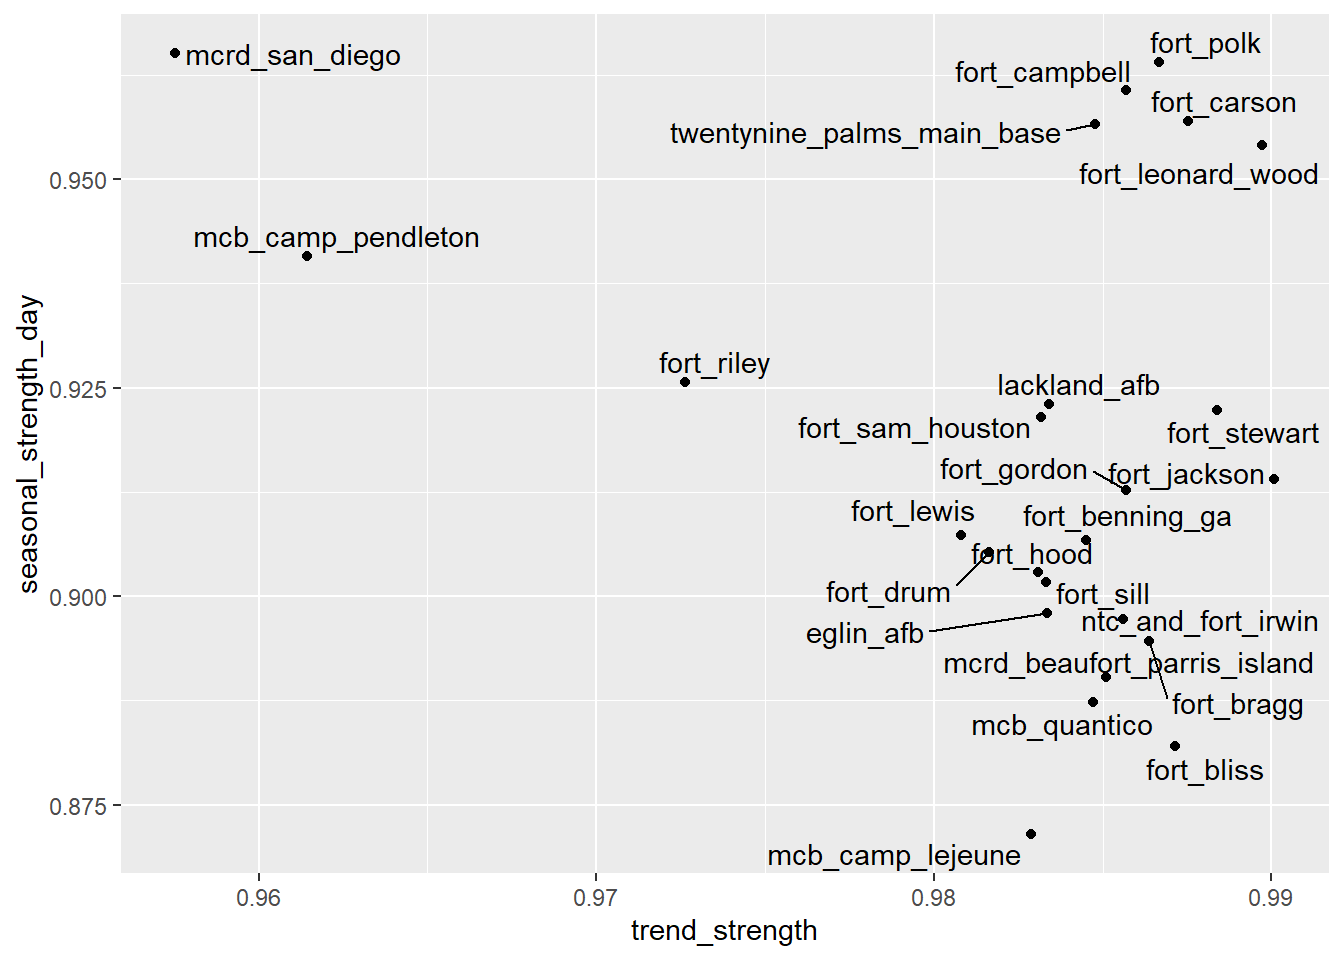 fort_polk
mcrd_san_diego
fort_campbell
fort_carson
twentynine_palms_main_base
fort_leonard_wood
mcb_camp_pendleton
fort_riley
lackland_afb
fort_sam_houston
fort_stewart
fort_gordon
fort_jackson
fort_lewis
fort_benning_ga
fort_hood
fort_drum
fort_sill
ntc_and_fort_irwin
eglin_afb
mcrd_beaufort_parris_island
fort_bragg
mcb_quantico
fort_bliss
mcb_camp_lejeune
0.950
0.925
0.900
0.875
seasonal_strength_day
0.96
0.97
0.98
0.99
trend_strength